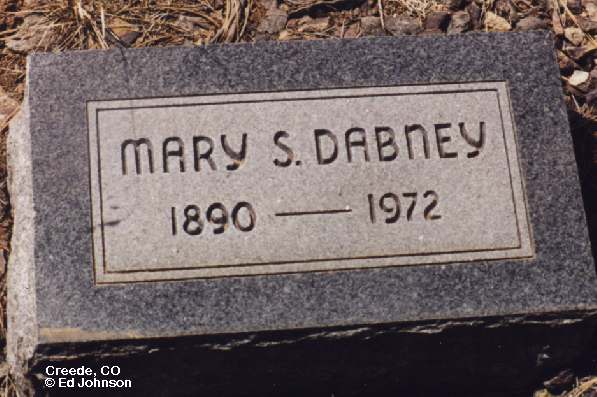 MARY S. DABNEY
1890 — 1972
Creede, CO
© Ed Johnson